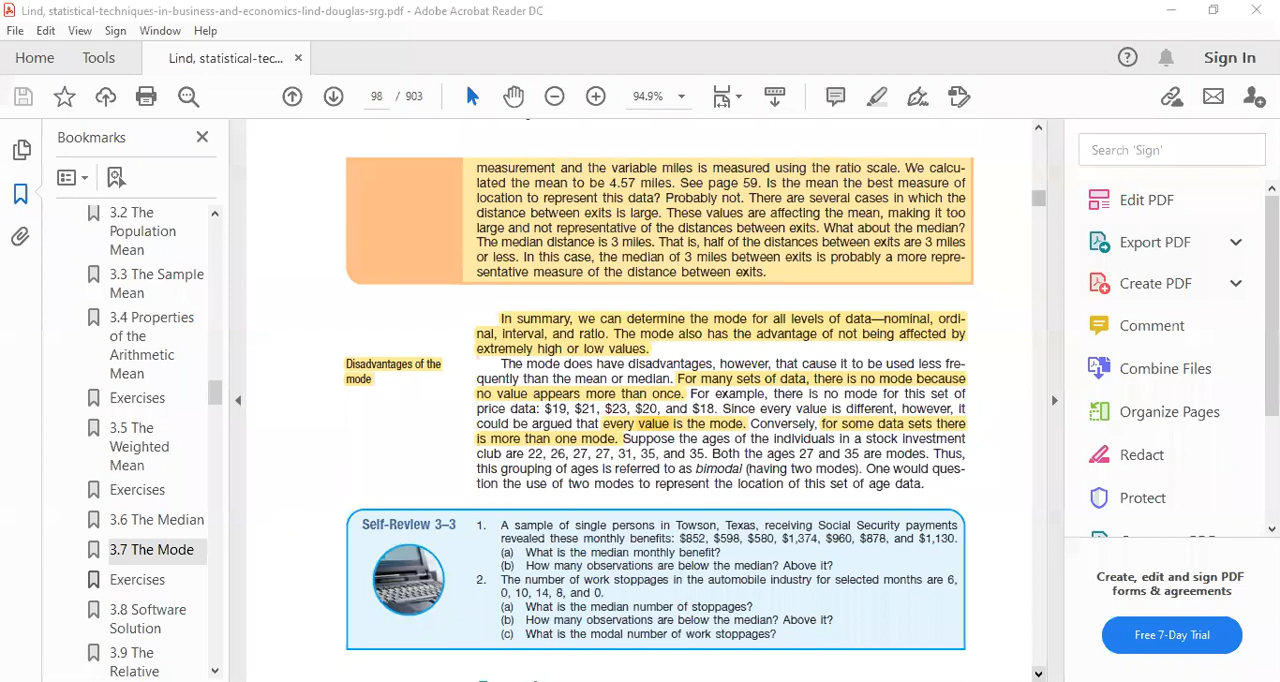 Lind, statistical-techniques-in-business-and-economics-lind-douglas-srg.pdf - Adobe Acrobat Reader DC
File Edit View Sign Window Help
Home Tools Lind, statistical-tec... ×
Sign In
98 / 903
94.9%
Bookmarks
3.2 The
Population
Mean
3.3 The Sample
Mean
3.4 Properties
of the
Arithmetic
Mean
Exercises
3.5 The
Weighted
Mean
Exercises
3.6 The Median
3.7 The Mode
Exercises
3.8 Software
Solution
3.9 The
Relative
measurement and the variable miles is measured using the ratio scale. We calcu-
lated the mean to be 4.57 miles. See page 59. Is the mean the best measure of
location to represent this data? Probably not. There are several cases in which the
distance between exits is large. These values are affecting the mean, making it too
large and not representative of the distances between exits. What about the median?
The median distance is 3 miles. That is, half of the distances between exits are 3 miles
or less. In this case, the median of 3 miles between exits is probably a more repre-
sentative measure of the distance between exits.
In summary, we can determine the mode for all levels of data—nominal, ordi-
nal, interval, and ratio. The mode also has the advantage of not being affected by
extremely high or low values.
Disadvantages of the
mode
The mode does have disadvantages, however, that cause it to be used less fre-
quently than the mean or median. For many sets of data, there is no mode because
no value appears more than once. For example, there is no mode for this set of
price data: $19, $21, $23, $20, and $18. Since every value is different, however, it
could be argued that every value is the mode. Conversely, for some data sets there
is more than one mode. Suppose the ages of the individuals in a stock investment
club are 22, 26, 27, 27, 31, 35, and 35. Both the ages 27 and 35 are modes. Thus,
this grouping of ages is referred to as bimodal (having two modes). One would ques-
tion the use of two modes to represent the location of this set of age data.
Self-Review 3–3
1. A sample of single persons in Towson, Texas, receiving Social Security payments
revealed these monthly benefits: $852, $598, $580, $1,374, $960, $878, and $1,130.
(a) What is the median monthly benefit?
(b) How many observations are below the median? Above it?
2. The number of work stoppages in the automobile industry for selected months are 6,
0, 10, 14, 8, and 0.
(a) What is the median number of stoppages?
(b) How many observations are below the median? Above it?
(c) What is the modal number of work stoppages?
Search 'Sign'
Edit PDF
Export PDF
Create PDF
Comment
Combine Files
Organize Pages
Redact
Protect
Create, edit and sign PDF
forms & agreements
Free 7-Day Trial